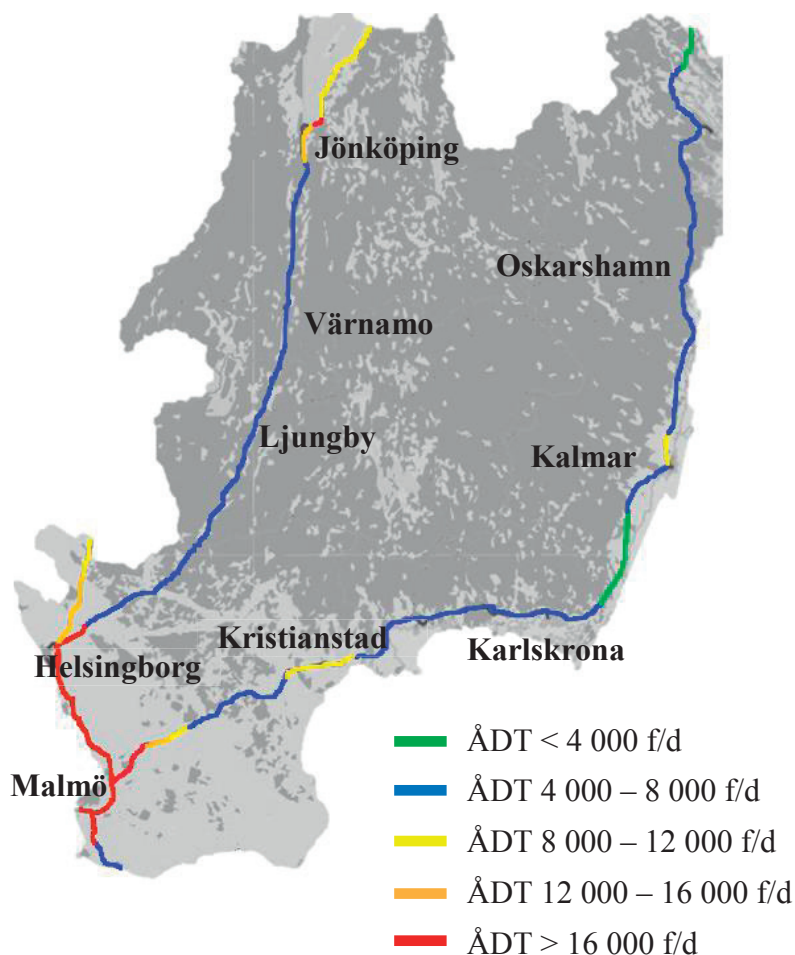 Jönköping
Oskarshamn
Värnamo
Ljungby
Kalmar
Kristianstad
Karlskrona
Helsingborg
Malmö
ÅDT < 4 000 f/d
ÅDT 4 000 – 8 000 f/d
ÅDT 8 000 – 12 000 f/d
ÅDT 12 000 – 16 000 f/d
ÅDT > 16 000 f/d